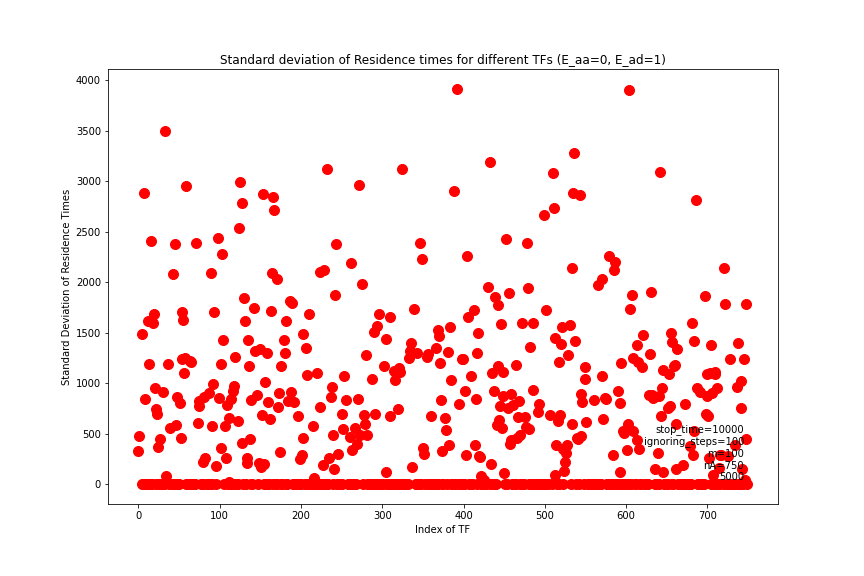 Standard deviation of Residence times for different TFs (E_aa=0, E_ad=1)
Standard Deviation of Residence Times
4000
3500
3000
2500
2000
1500
1000
500
0
stop_time=10000
ignoring_steps=100
m=100
nA=750
5000
0 100 200 300 400 500 600 700
Index of TF